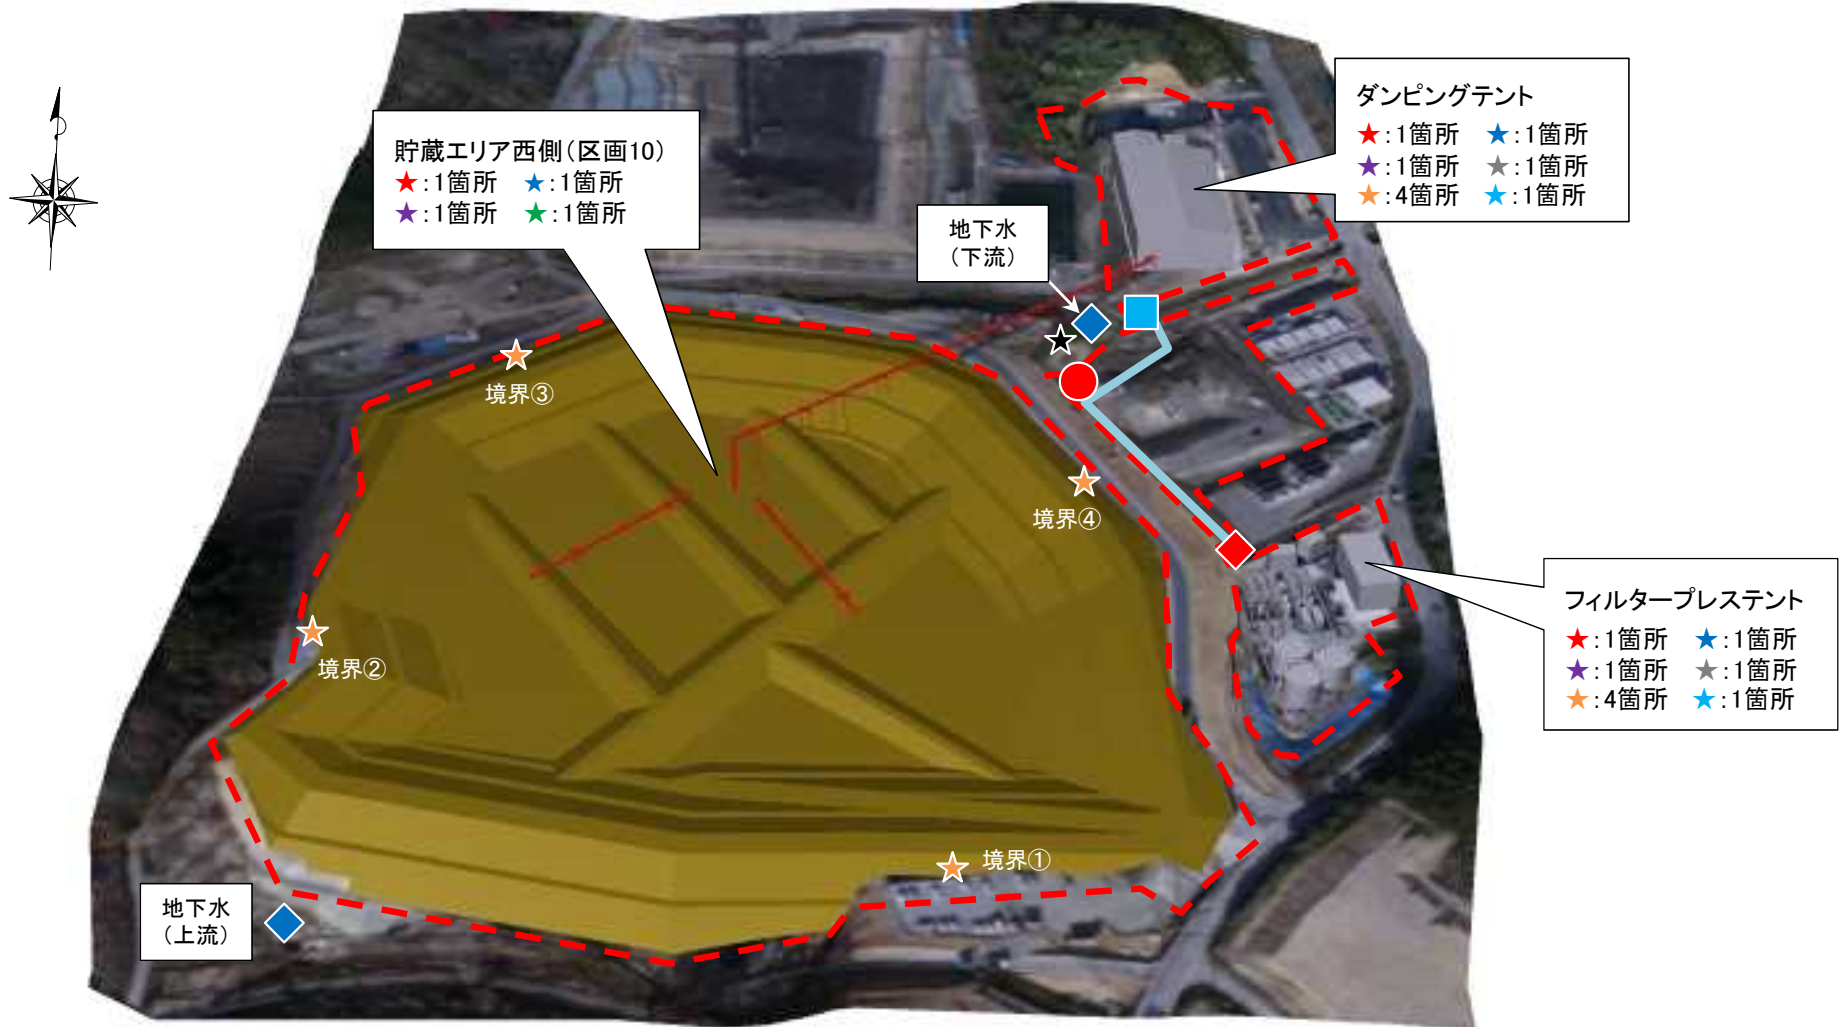 ダンピングテント
★:1箇所 ★:1箇所
★:1箇所 ★:1箇所
★:4箇所 ★:1箇所
貯蔵エリア西側(区画10)
★:1箇所 ★:1箇所
★:1箇所 ★:1箇所
地下水
(下流)
境界③
境界④
フィルタープレステント
★:1箇所 ★:1箇所
★:1箇所 ★:1箇所
★:4箇所 ★:1箇所
境界②
境界①
地下水
(上流)